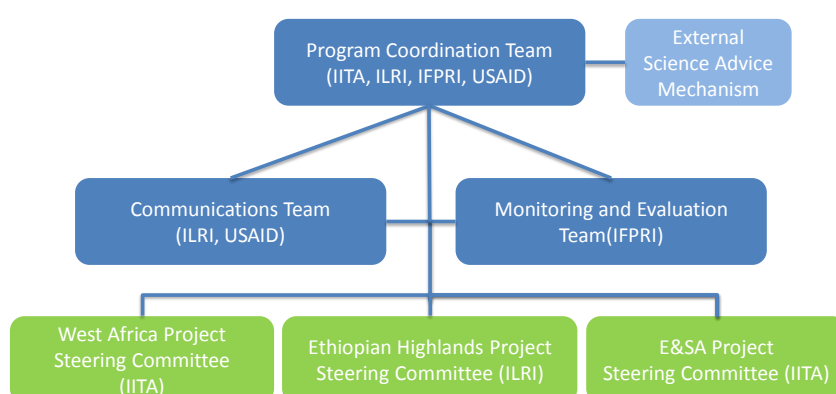 Program Coordination Team
(IITA, ILRI, IFPRI, USAID)
External
Science Advice
Mechanism
Communications Team
(ILRI, USAID)
Monitoring and Evaluation
Team(IFPRI)
West Africa Project
Steering Committee
(IITA)
Ethiopian Highlands Project
Steering Committee (ILRI)
E&SA Project
Steering Committee (IITA)